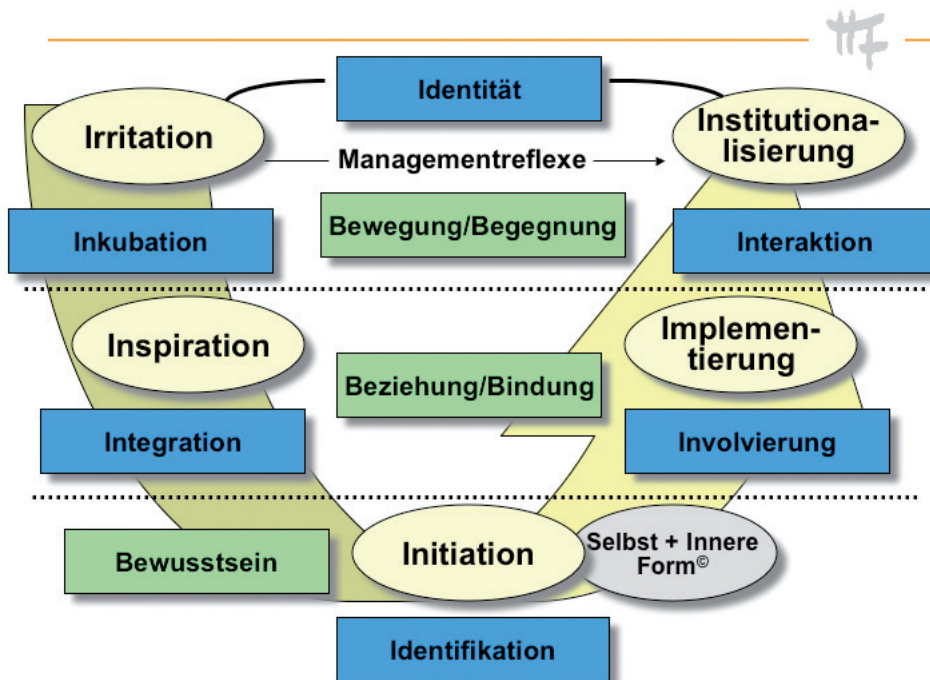 Identität
Irritation
Institutiona-
lisierung
Managementreflexe
Bewegung/Begegnung
Inkubation
Interaktion
Inspiration
Implemen-
tierung
Beziehung/Bindung
Integration
Involvierung
Bewusstsein
Initiation
Selbst + Innere
Form©
Identifikation